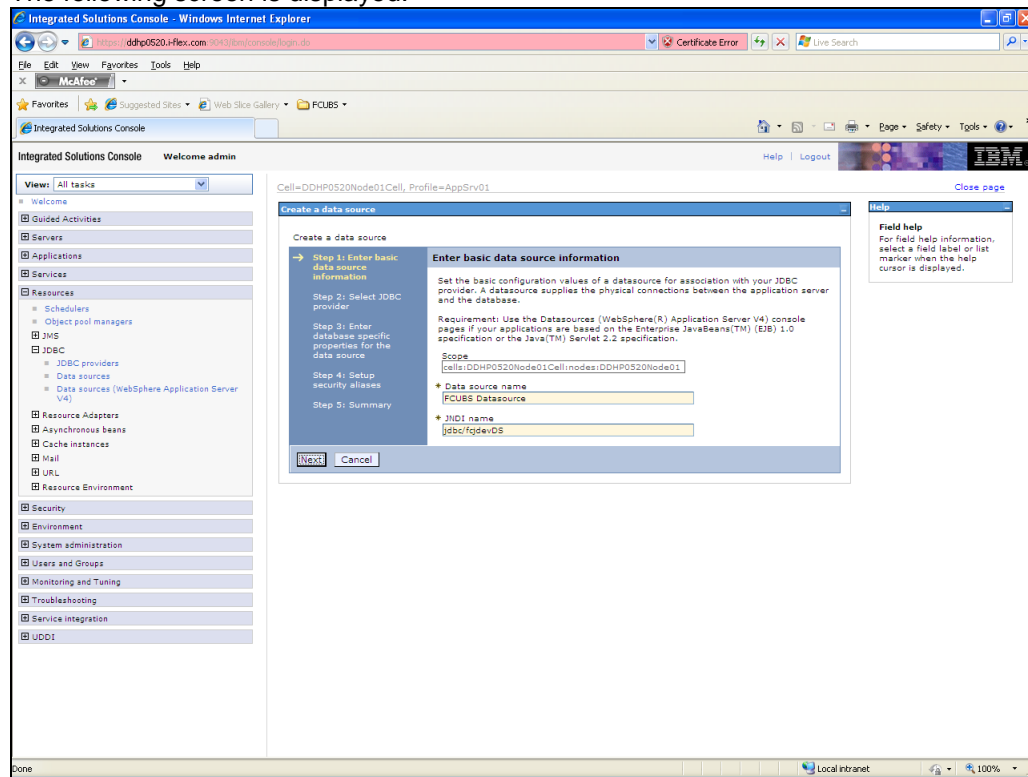 The following screen is displayed:
Integrated Solutions Console - Windows Internet Explorer
https://ddhp0520.i-flex.com:9043/ibm/console/login.do
Certificate Error
Live Search
File Edit View Favorites Tools Help
x McAfee
Favorites Suggested Sites Web Slice Gallery FCUBS
Integrated Solutions Console
Page Safety Tools
Integrated Solutions Console Welcome admin
Help | Logout
IBM.
View: All tasks
Welcome
Guided Activities
Servers
Applications
Services
Resources
Schedulers
Object pool managers
JMS
JDBC
JDBC providers
Data sources
Data sources (WebSphere Application Server
V4)
Resource Adapters
Asynchronous beans
Cache instances
Mail
URL
Resource Environment
Security
Environment
System administration
Users and Groups
Monitoring and Tuning
Troubleshooting
Service integration
UDDI
Cell=DDHP0520Node01Cell, Profile=AppSrv01
Close page
Create a data source
Create a data source
Step 1: Enter basic
data source
information
Step 2: Select JDBC
provider
Step 3: Enter
database specific
properties for the
data source
Step 4: Setup
security aliases
Step 5: Summary
Enter basic data source information
Set the basic configuration values of a datasource for association with your JDBC
provider. A datasource supplies the physical connections between the application server
and the database.
Requirement: Use the Datasources (WebSphere(R) Application Server V4) console
pages if your applications are based on the Enterprise JavaBeans(TM) (EJB) 1.0
specification or the Java(TM) Servlet 2.2 specification.
Scope
cells:DDHP0520Node01Cell:nodes:DDHP0520Node01
* Data source name
FCUBS Datasource
* JNDI name
jdbc/fcjdevDS
Next Cancel
Help
Field help
For field help information,
select a field label or list
marker when the help
cursor is displayed.
Done
Local intranet
100%